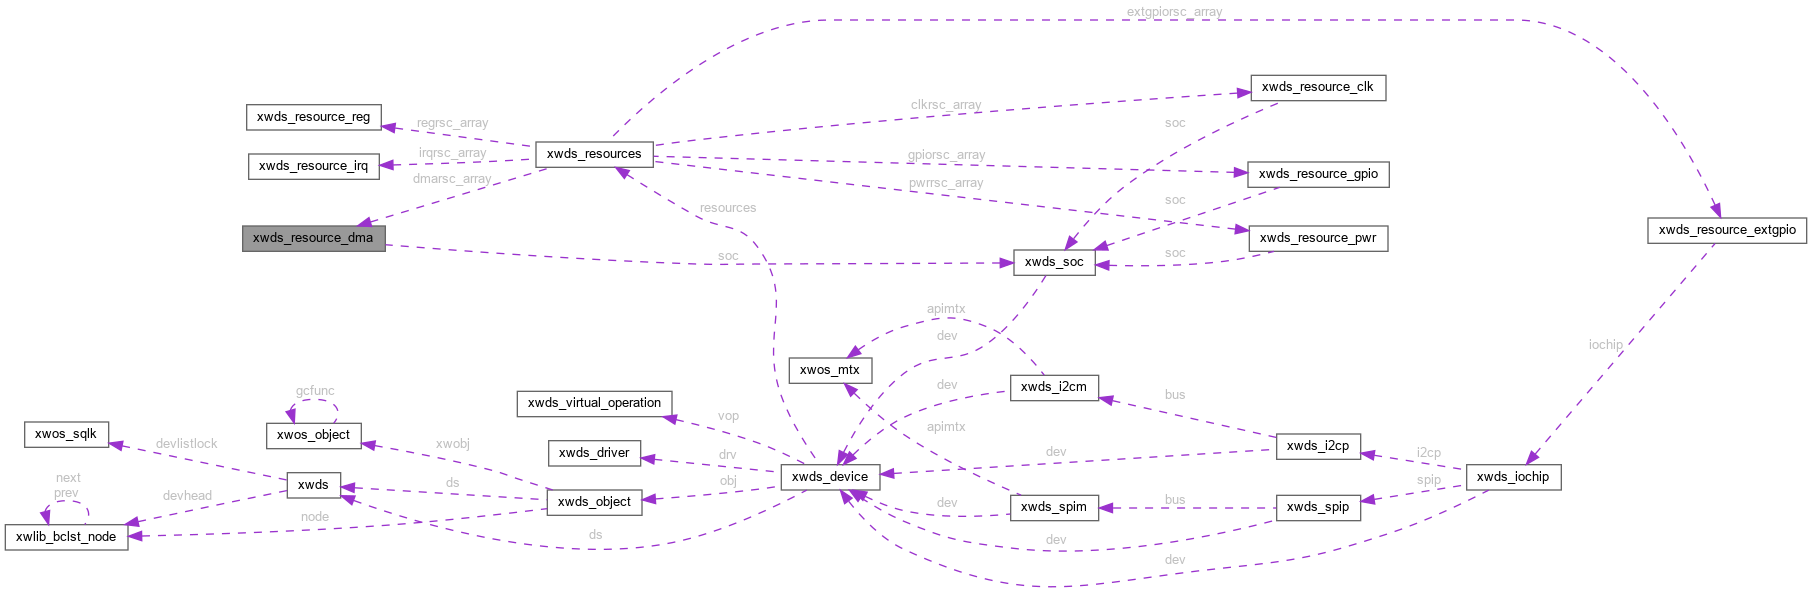 extgpiorsc_array
xwds_resource_clk
clkrsc_array
xwds_resource_reg
regrsc_array
soc
xwds_resources
irqrsc_array
gpiorsc_array
xwds_resource_irq
xwds_resource_gpio
dmarsc_array
pwrrsc_array
resources
soc
xwds_resource_extgpio
xwds_resource_dma
xwds_resource_pwr
soc
soc
xwds_soc
apimtx
dev
iochip
xwos_mtx
dev
xwds_i2cm
gcfunc
bus
xwds_virtual_operation
vop
apimtx
xwos_sqlk
xwos_object
devlistlock
xwobj
xwds_driver
drv
dev
xwds_i2cp
i2cp
next
prev
xwds
ds
obj
xwds_device
xwds_iochip
spip
devhead
xwds_object
dev
xwds_spim
bus
xwds_spip
node
xwlib_bclst_node
ds
dev
dev